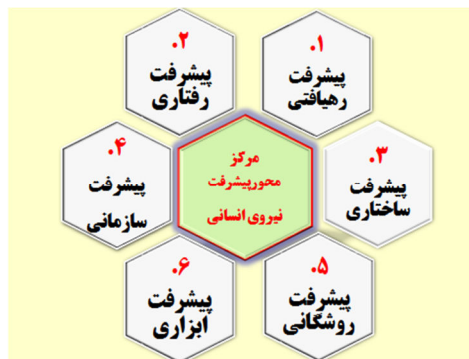 ۱.
پیشرفت
رهیافتی
۲.
پیشرفت
رفتاری
مرکز
محورپیشرفت
نیروی انسانی
۳.
پیشرفت
ساختاری
۴.
پیشرفت
سازمانی
۵.
پیشرفت
روشگانی
۶.
پیشرفت
ابزاری